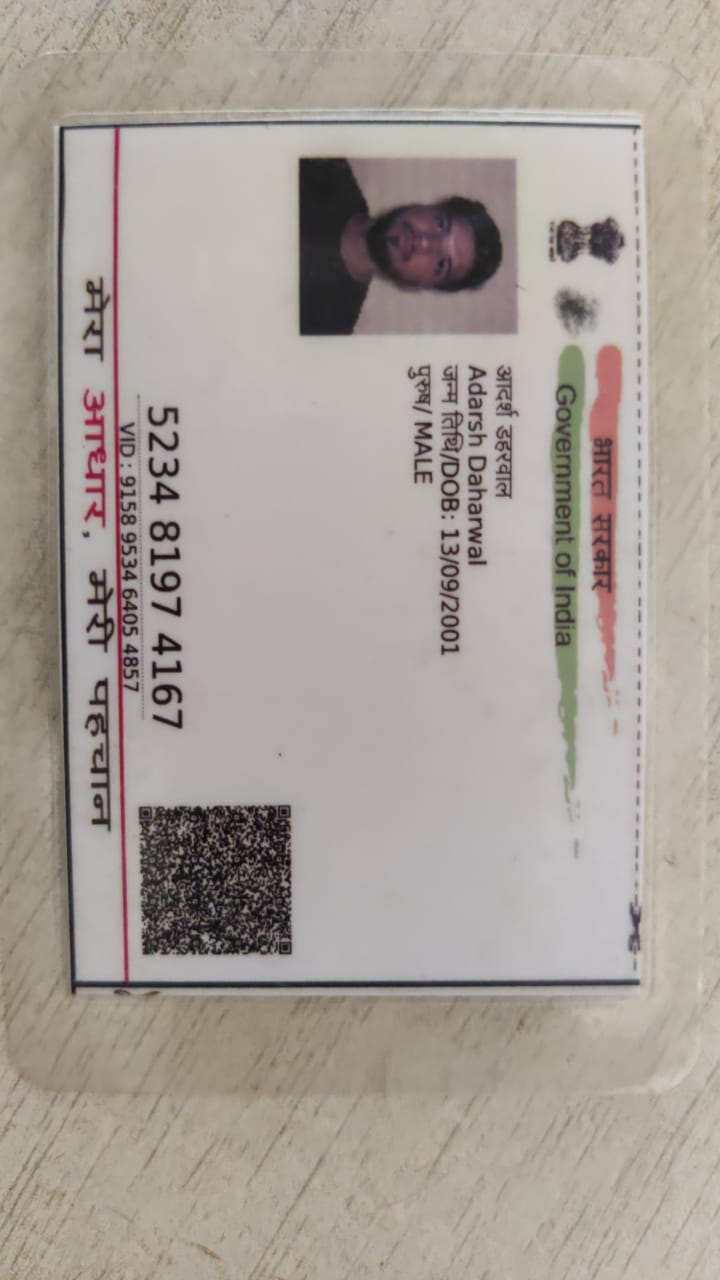 भारत सरकार
Government of India
आदर्श डहरवाल
Adarsh Daharwal
जन्म तिथि/DOB: 13/09/2001
पुरुष/ MALE
5234 8197 4167
VID : 9158 9534 6405 4857
मेरा आधार, मेरी पहचान